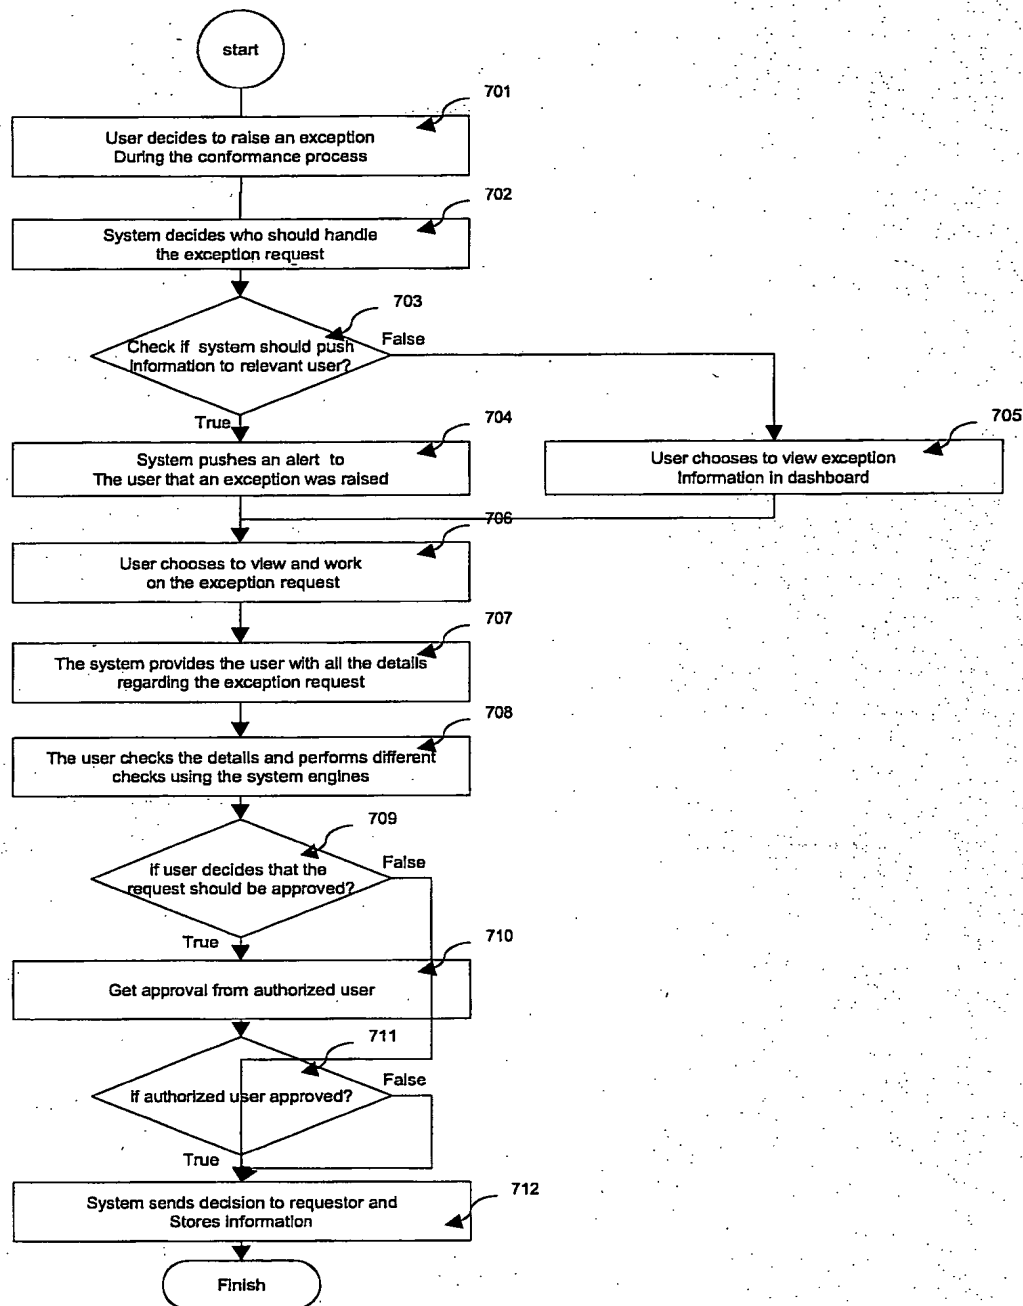 start
701
User decides to raise an exception
During the conformance process
702
System decides who should handle
the exception request
703
Check if system should push
Information to relevant user?
False
True
704
System pushes an alert to
The user that an exception was raised
705
User chooses to view exception
Information in dashboard
706
User chooses to view and work
on the exception request
707
The system provides the user with all the details
regarding the exception request
708
The user checks the details and performs different
checks using the system engines
709
If user decides that the
request should be approved?
False
True
710
Get approval from authorized user
711
If authorized user approved?
False
True
712
System sends decision to requestor and
Stores Information
Finish